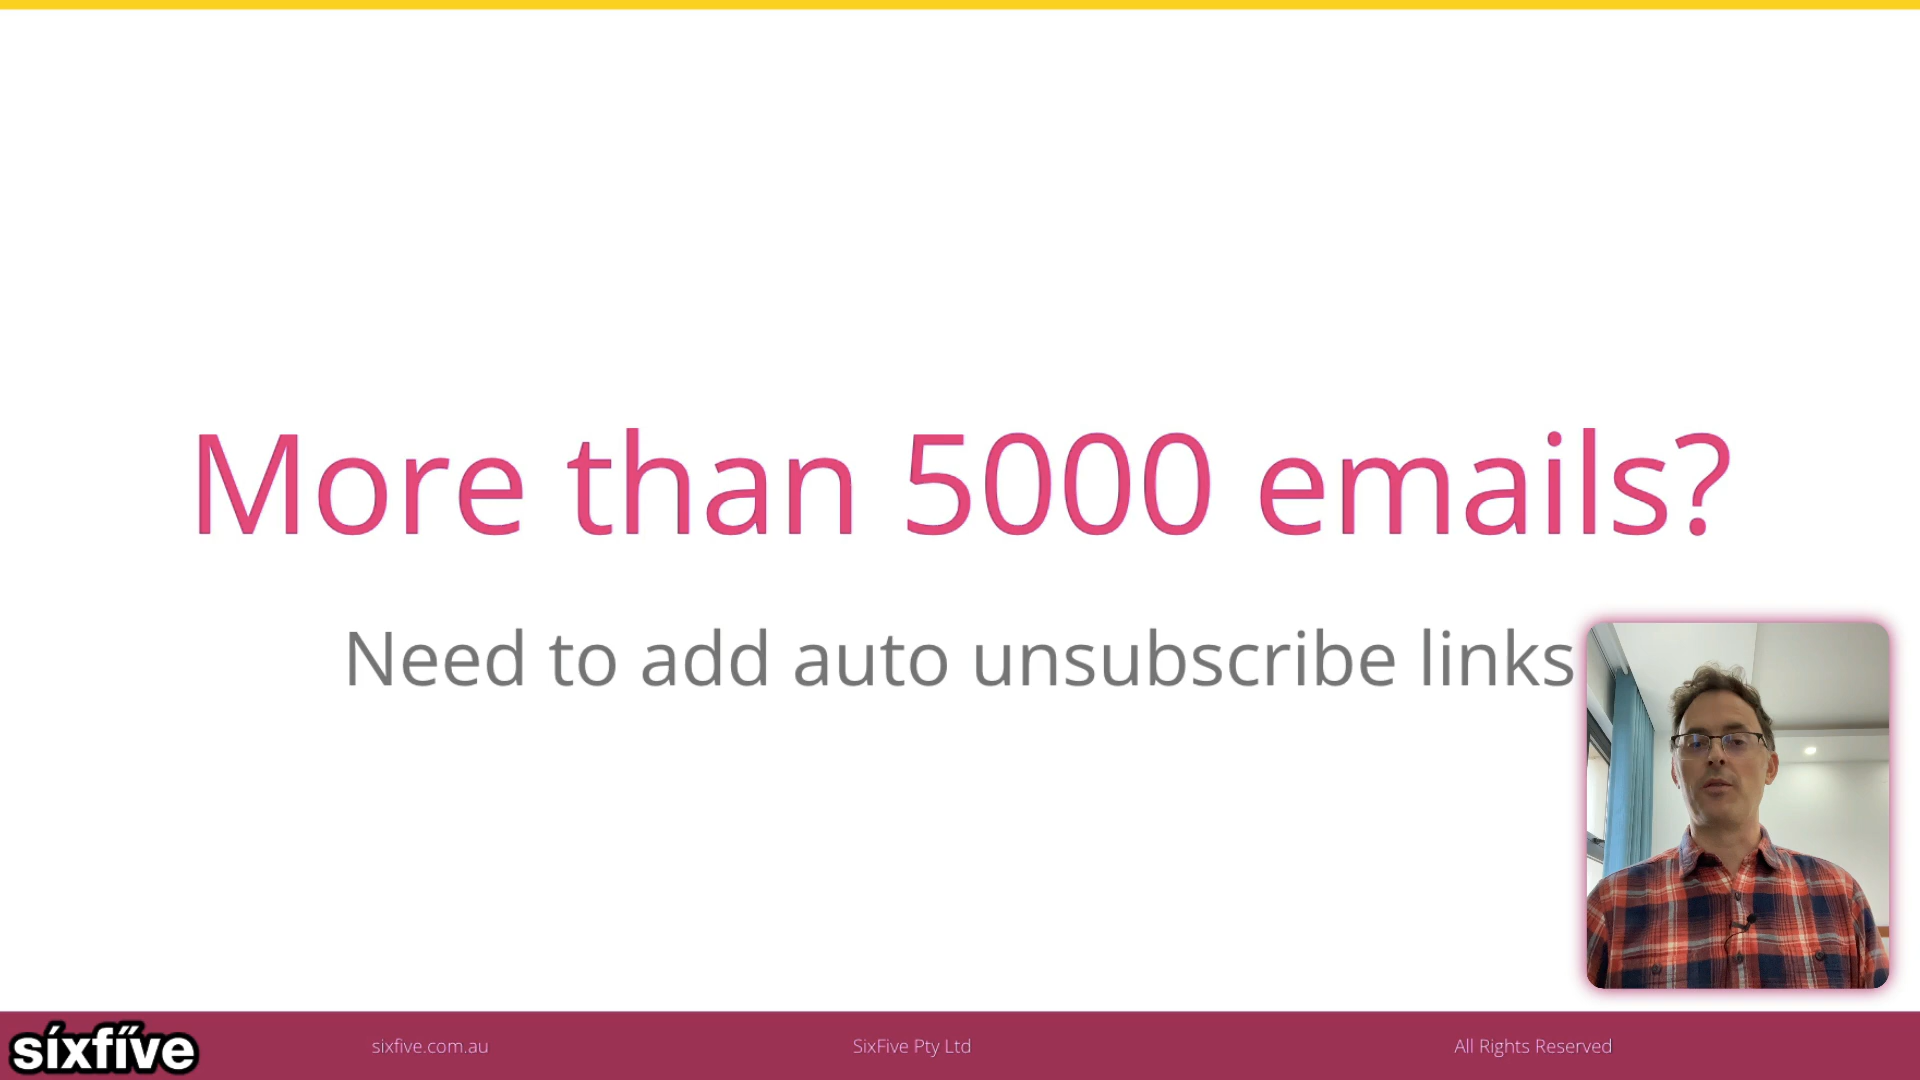 More than 5000 emails?
Need to add auto unsubscribe links
síxfíve
sixfive.com.au
SixFive Pty Ltd
All Rights Reserved